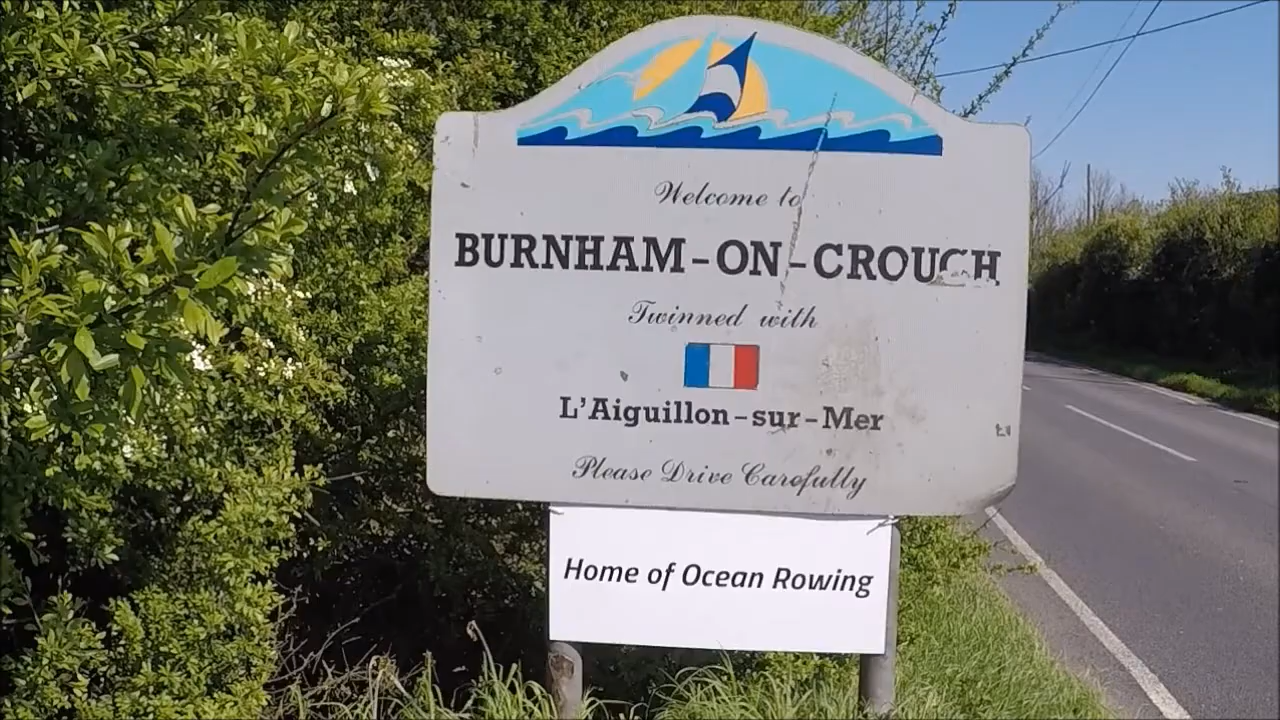 Welcome to
BURNHAM-ON-CROUCH
Twinned with
L'Aiguillon-sur-Mer
Please Drive Carefully
Home of Ocean Rowing